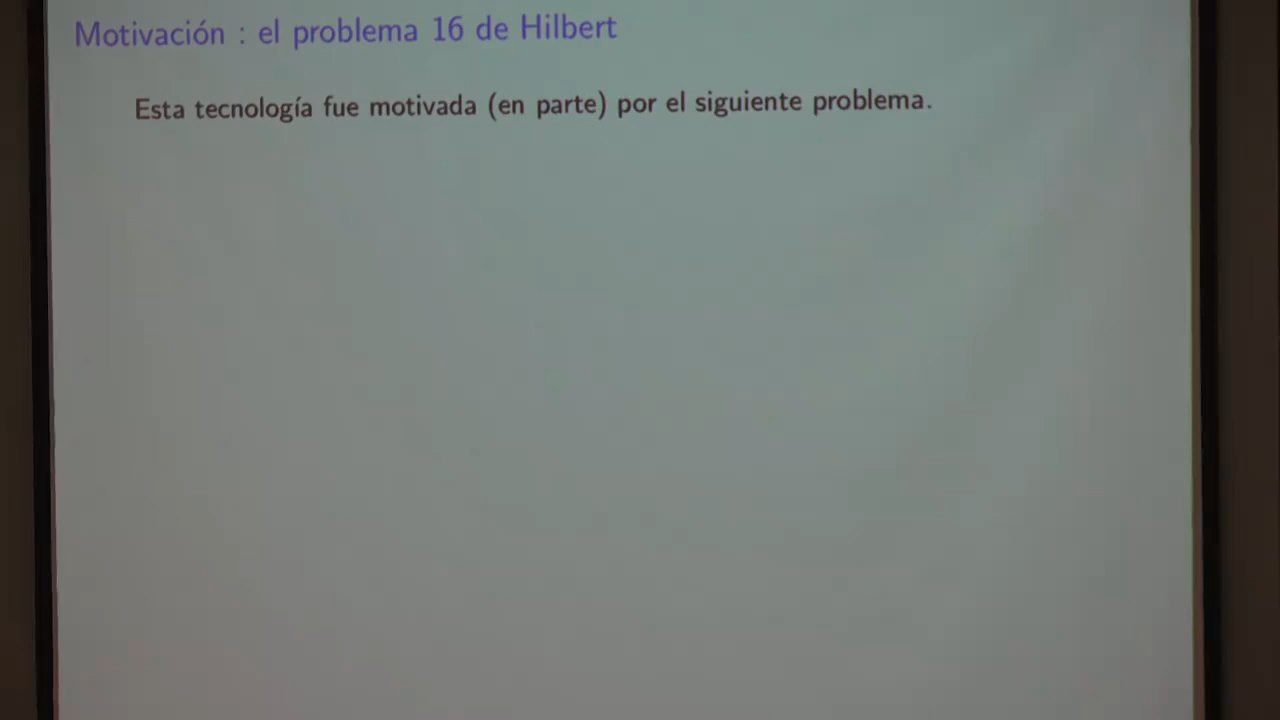 Motivación : el problema 16 de Hilbert
Esta tecnología fue motivada (en parte) por el siguiente problema.